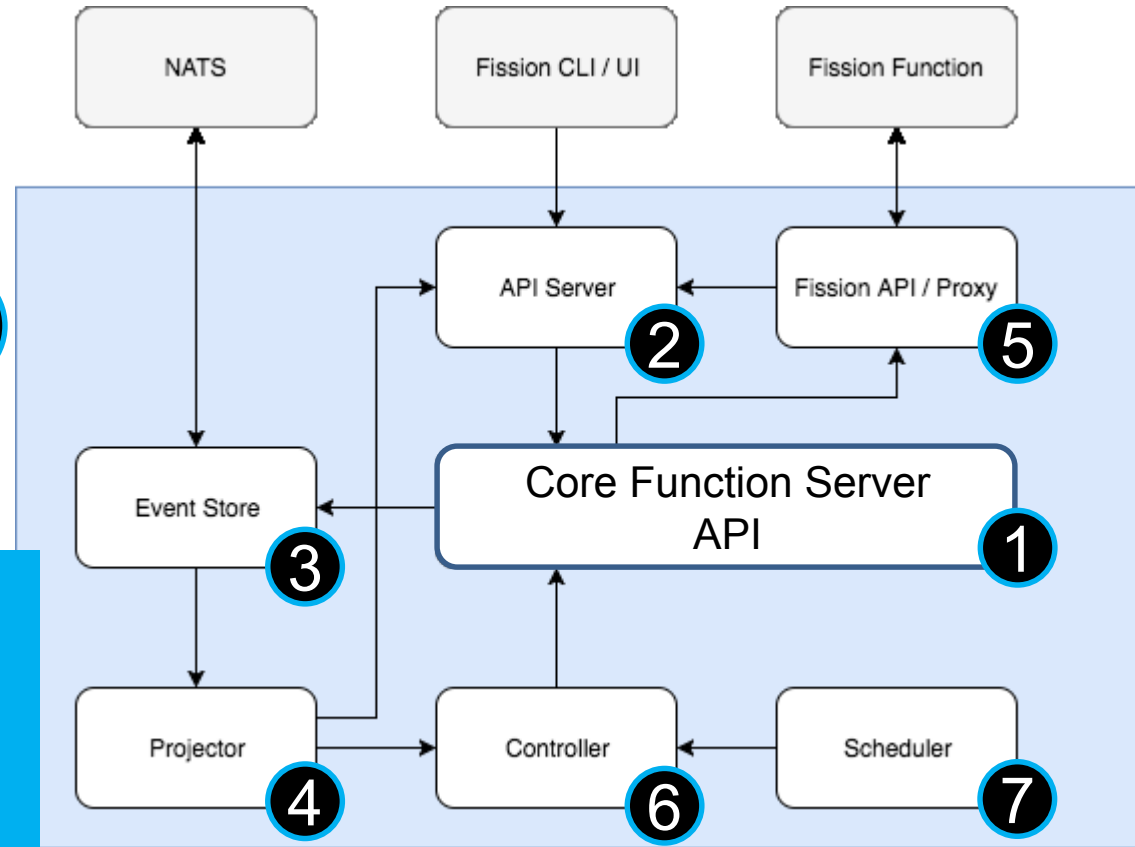 NATS
Fission CLI / UI
Fission Function
API Server
2
Fission API / Proxy
5
Event Store
3
Core Function Server
API
1
Projector
4
Controller
6
Scheduler
7